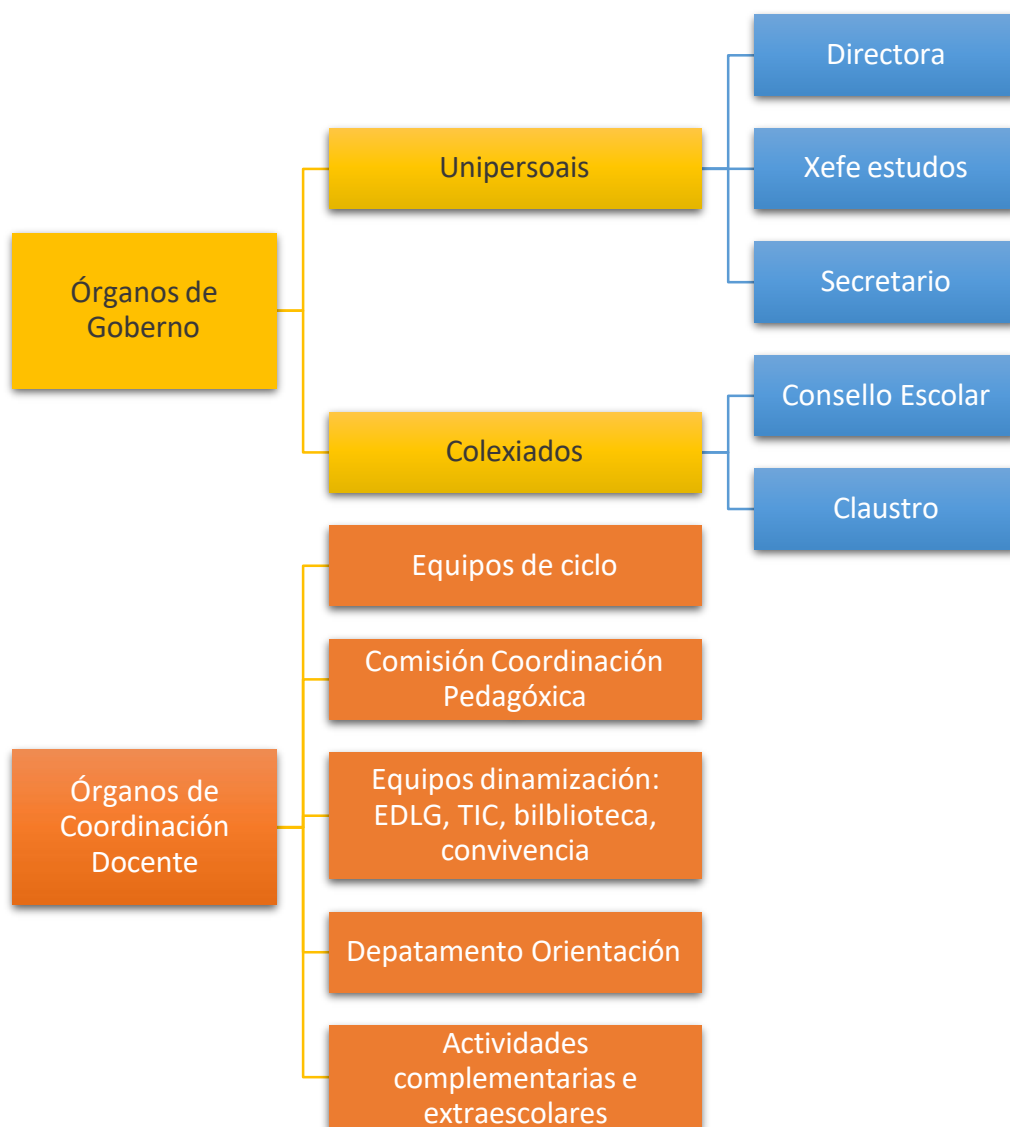 Órganos de
Goberno
Unipersoais
Directora
Xefe estudos
Secretario
Colexiados
Consello Escolar
Claustro
Órganos de
Coordinación
Docente
Equipos de ciclo
Comisión Coordinación
Pedagóxica
Equipos dinamización:
EDLG, TIC, bilblioteca,
convivencia
Depatamento Orientación
Actividades
complementarias e
extraescolares